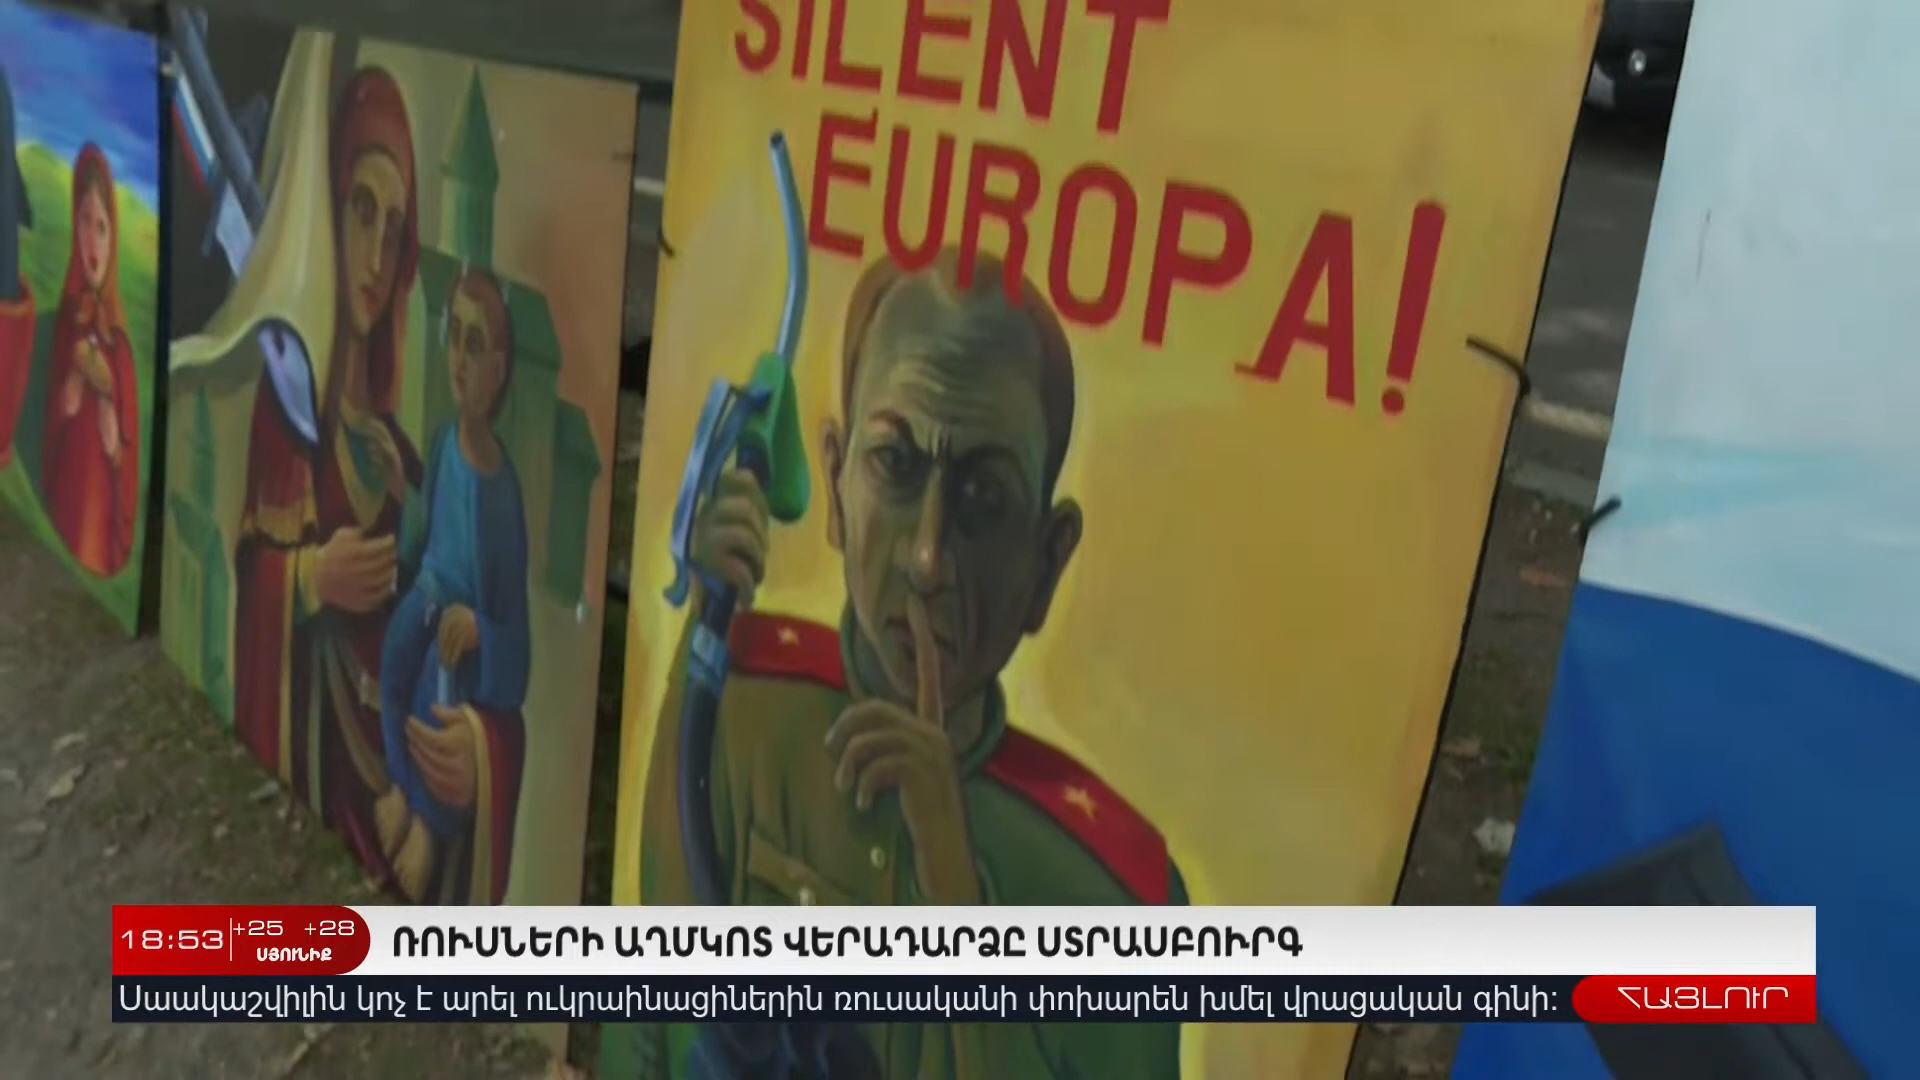 SILENT
EUROPA!
18:53 +25 +28 ՌՈՒՍՆԵՐԻ ԱՂՄԿՈՏ ՎԵՐԱԴԱՐՁԸ ՍՏՐԱՍԲՈՒՐԳ
ՍՅՈՒՆԻՔ
Սաակաշվիլին կոչ է արել ուկրաինացիներին ռուսականի փոխարեն խմել վրացական գինի: ՀԱՅԼՈՒՐ